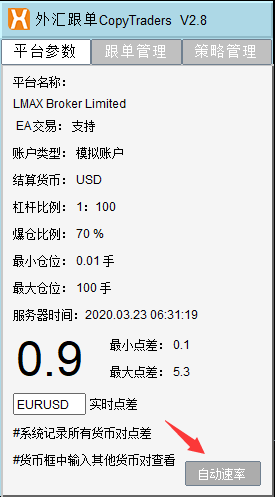 外汇跟单CopyTraders V2.8
平台参数 跟单管理 策略管理
平台名称：
LMAX Broker Limited
EA交易： 支持
账户类型： 模拟账户
结算货币： USD
杠杆比例： 1：100
爆仓比例： 70 %
最小仓位： 0.01 手
最大仓位： 100 手
服务器时间： 2020.03.23 06:31:19
0.9
最小点差： 0.1
最大点差： 5.3
EURUSD 实时点差
#系统记录所有货币对点差
#货币框中输入其他货币对查看
自动速率